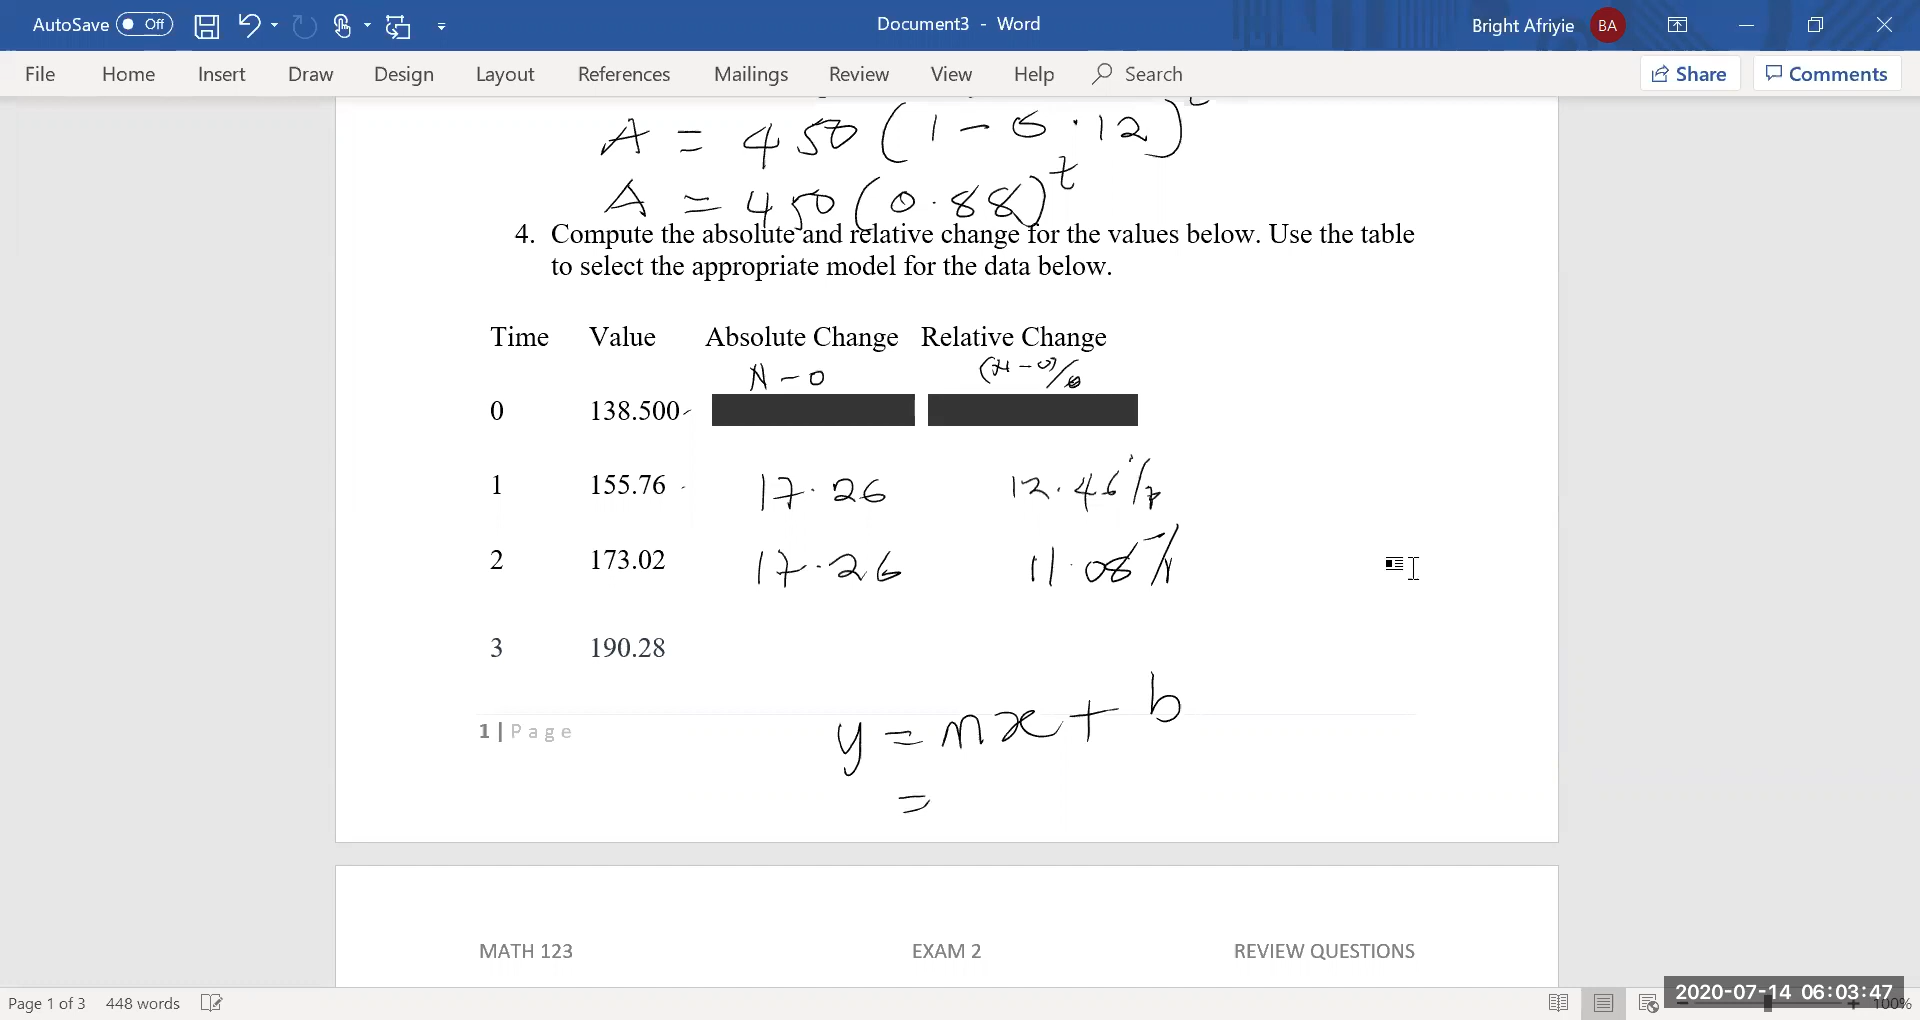 AutoSave Off Document3 - Word Bright Afriyie BA
File Home Insert Draw Design Layout References Mailings Review View Help Search Share Comments
A = 450 (1 - 0.12)^t
A = 450 (0.88)^t
4. Compute the absolute and relative change for the values below. Use the table
to select the appropriate model for the data below.
Time Value Absolute Change Relative Change
N - 0 (N - 0)/0
0 138.500
1 155.76 17.26 12.46%
2 173.02 17.26 11.08%
3 190.28
y = mx + b
1 | Page
=
MATH 123 EXAM 2 REVIEW QUESTIONS
Page 1 of 3 448 words 100%
2020-07-14 06:03:47